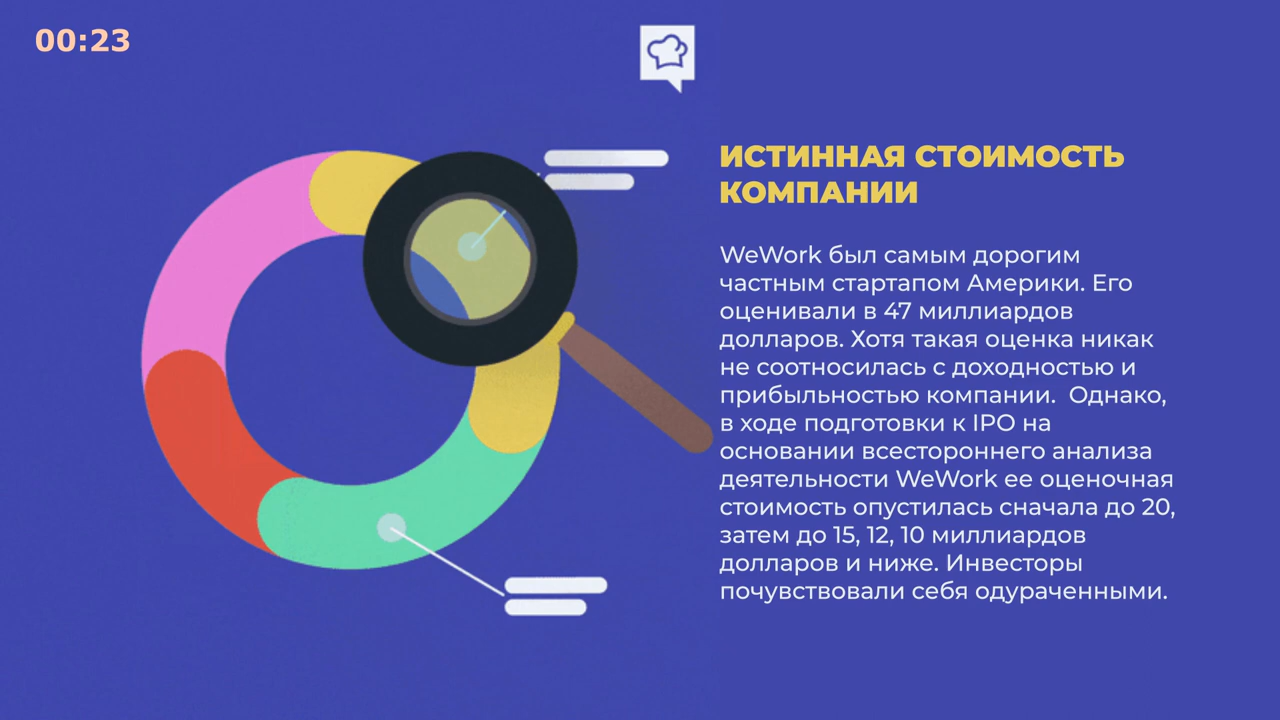 00:23
ИСТИННАЯ СТОИМОСТЬ
КОМПАНИИ
WeWork был самым дорогим
частным стартапом Америки. Его
оценивали в 47 миллиардов
долларов. Хотя такая оценка никак
не соотносилась с доходностью и
прибыльностью компании.  Однако,
в ходе подготовки к IPO на
основании всестороннего анализа
деятельности WeWork ее оценочная
стоимость опустилась сначала до 20,
затем до 15, 12, 10 миллиардов
долларов и ниже. Инвесторы
почувствовали себя одураченными.